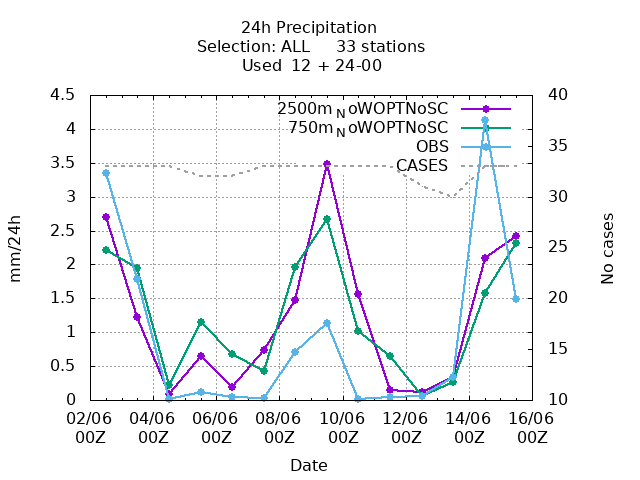 24h Precipitation
Selection: ALL 33 stations
Used 12 + 24-00
4.5 40
2500m_NoWOPTNoSC
750m_NoWOPTNoSC
OBS
CASES
4
3.5
3
2.5
2
1.5
1
0.5
0
35
30
25
20
15
10
mm/24h
No cases
02/06 04/06 06/06 08/06 10/06 12/06 14/06 16/06
00Z 00Z 00Z 00Z 00Z 00Z 00Z 00Z
Date